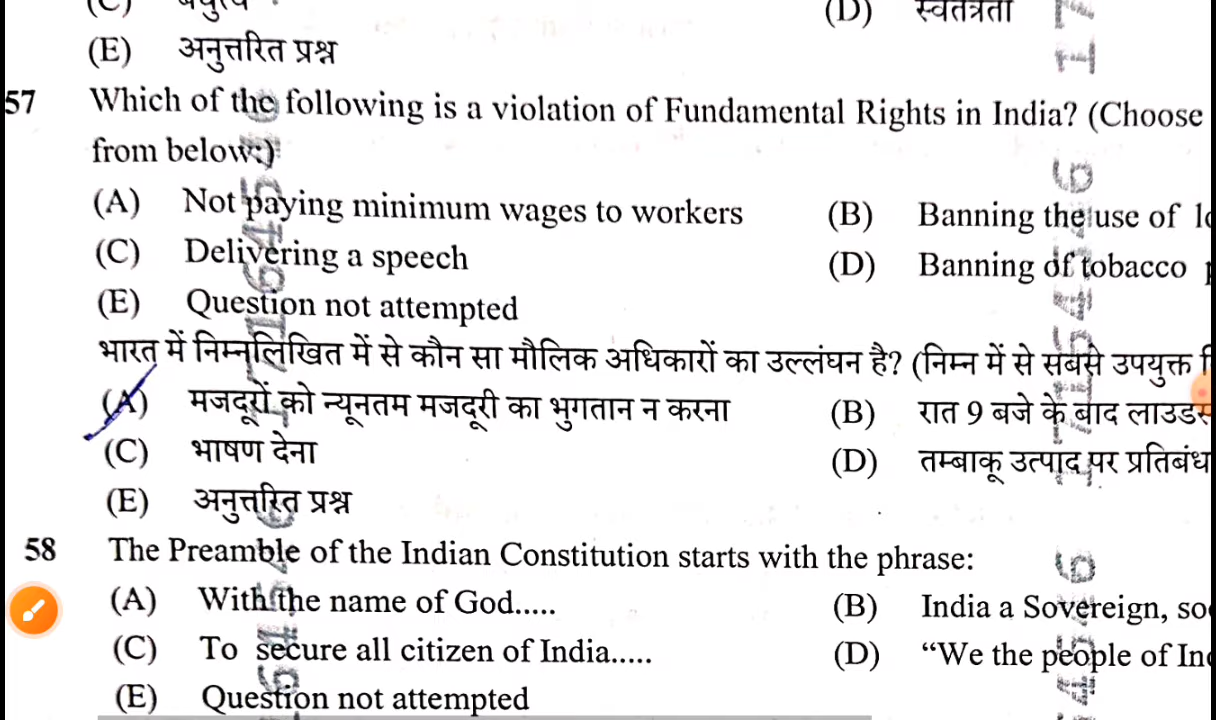 (D) स्वतंत्रता
(E) अनुत्तरित प्रश्न
57 Which of the following is a violation of Fundamental Rights in India? (Choose
from below:)
(A) Not paying minimum wages to workers (B) Banning the use of
(C) Delivering a speech (D) Banning of tobacco
(E) Question not attempted
भारत में निम्नलिखित में से कौन सा मौलिक अधिकारों का उल्लंघन है? (निम्न में से सबसे उपयुक्त
(A) मजदूरों को न्यूनतम मजदूरी का भुगतान न करना (B) रात 9 बजे के बाद
(C) भाषण देना (D) तम्बाकू उत्पाद पर प्रतिबंध
(E) अनुत्तरित प्रश्न
58 The Preamble of the Indian Constitution starts with the phrase:
(A) With the name of God..... (B) India a Sovereign,
(C) To secure all citizen of India..... (D) “We the people of
(E) Question not attempted